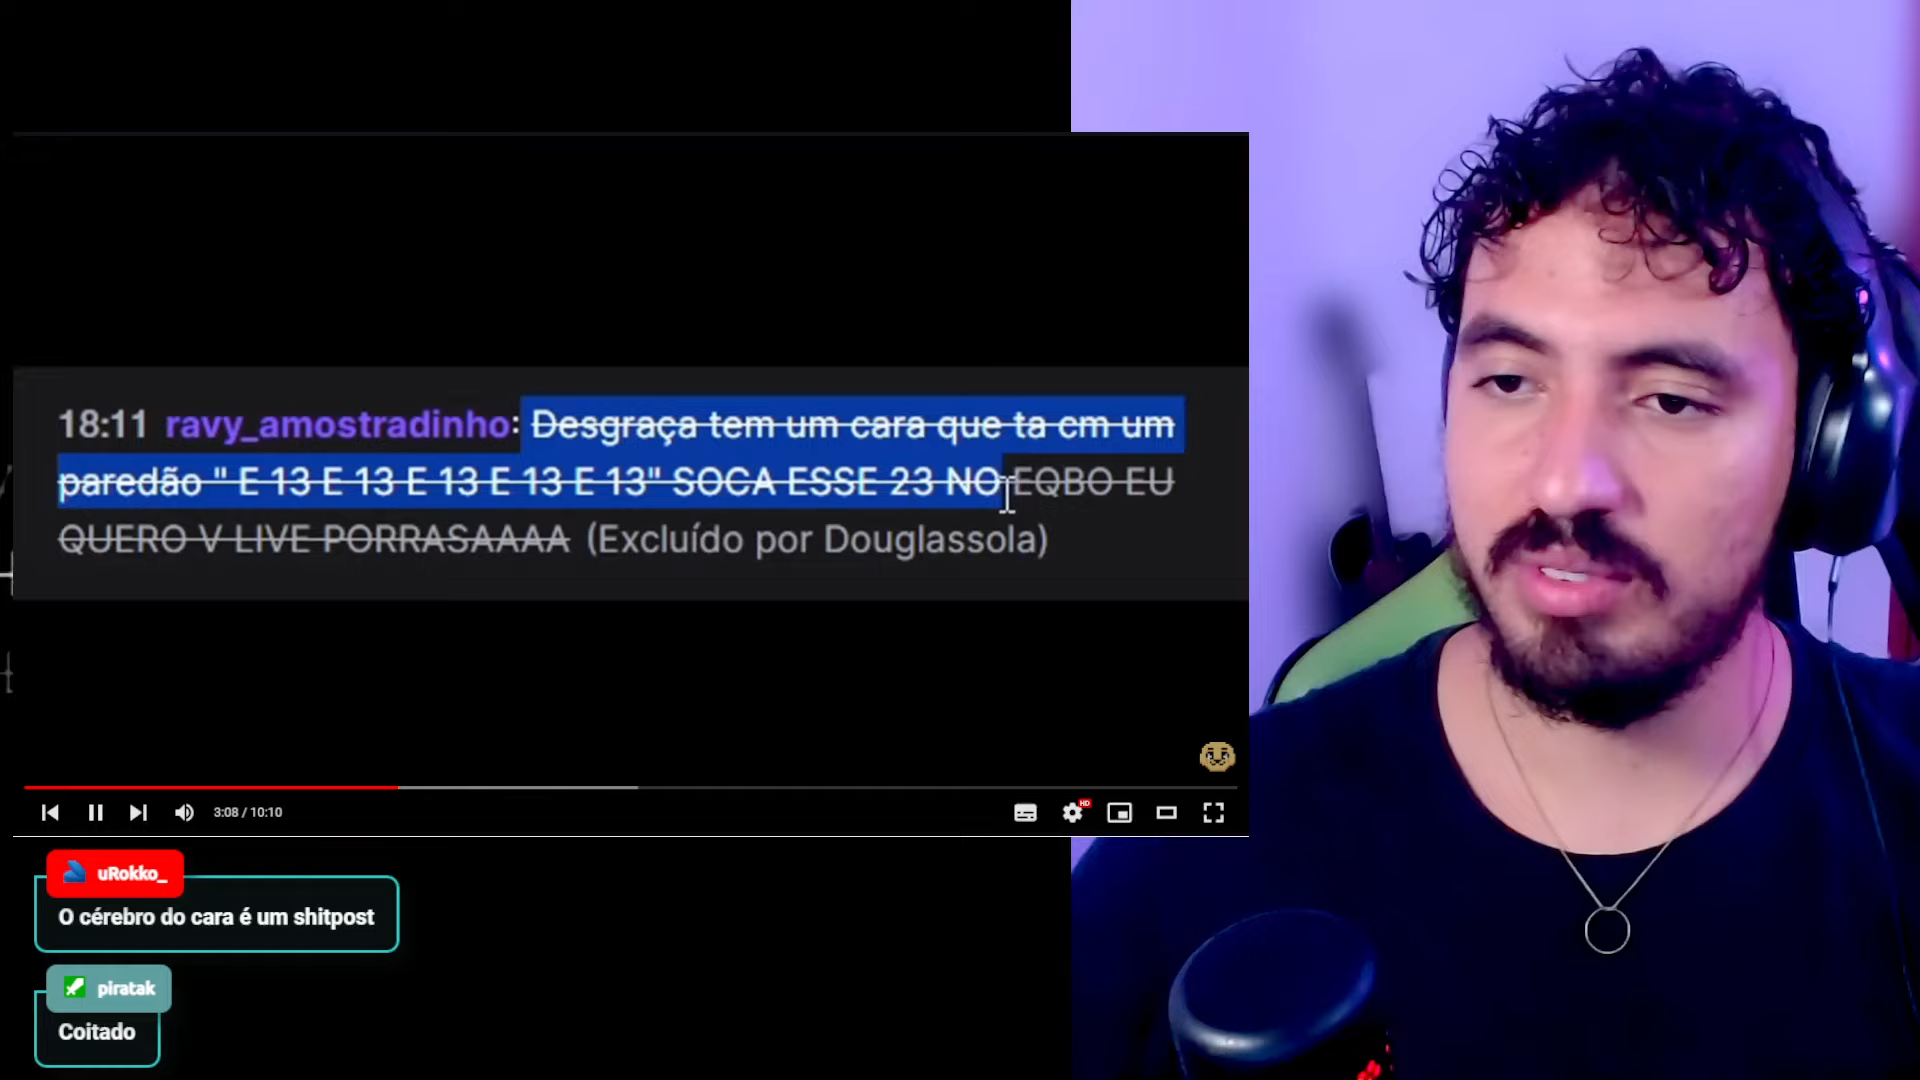 18:11 ravy_amostradinho: Desgraça tem um cara que ta cm um
paredão " E 13 E 13 E 13 E 13 E 13" SOCA ESSE 23 NO EQBO EU
QUERO V LIVE PORRASAAAA (Excluído por Douglassola)
3:08 / 10:10
HD
uRokko_
O cérebro do cara é um shitpost
piratak
Coitado